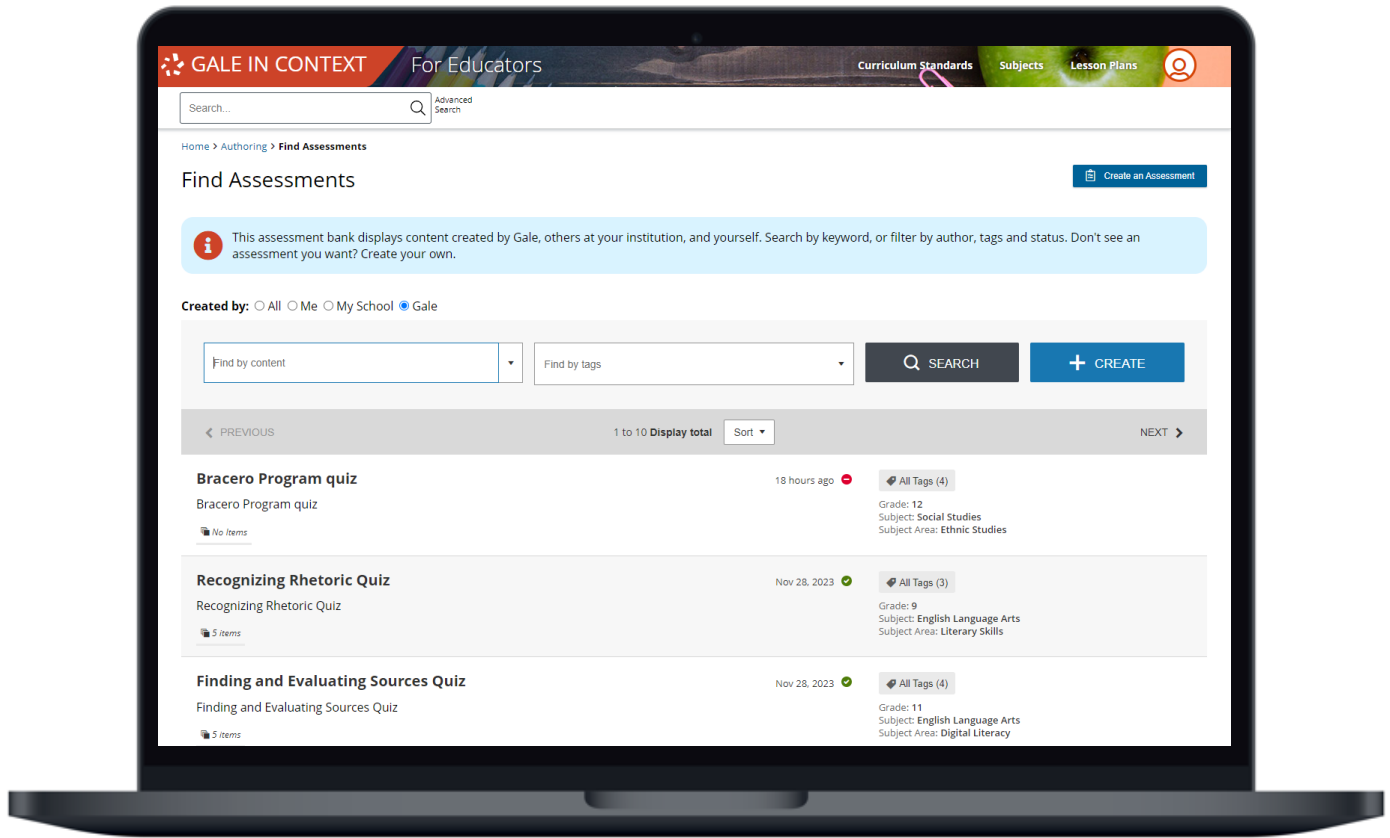 GALE IN CONTEXT For Educators Curriculum Standards Subjects Lesson Plans
Search... Advanced
Search
Home > Authoring > Find Assessments
Find Assessments Create an Assessment
This assessment bank displays content created by Gale, others at your institution, and yourself. Search by keyword, or filter by author, tags and status. Don't see an
assessment you want? Create your own.
Created by: All Me My School Gale
Find by content Find by tags SEARCH CREATE
PREVIOUS 1 to 10 Display total Sort NEXT
Bracero Program quiz 18 hours ago All Tags (4)
Bracero Program quiz Grade: 12
Subject: Social Studies
Subject Area: Ethnic Studies
No Items
Recognizing Rhetoric Quiz Nov 28, 2023 All Tags (3)
Recognizing Rhetoric Quiz Grade: 9
Subject: English Language Arts
Subject Area: Literary Skills
5 items
Finding and Evaluating Sources Quiz Nov 28, 2023 All Tags (4)
Finding and Evaluating Sources Quiz Grade: 11
Subject: English Language Arts
Subject Area: Digital Literacy
5 items